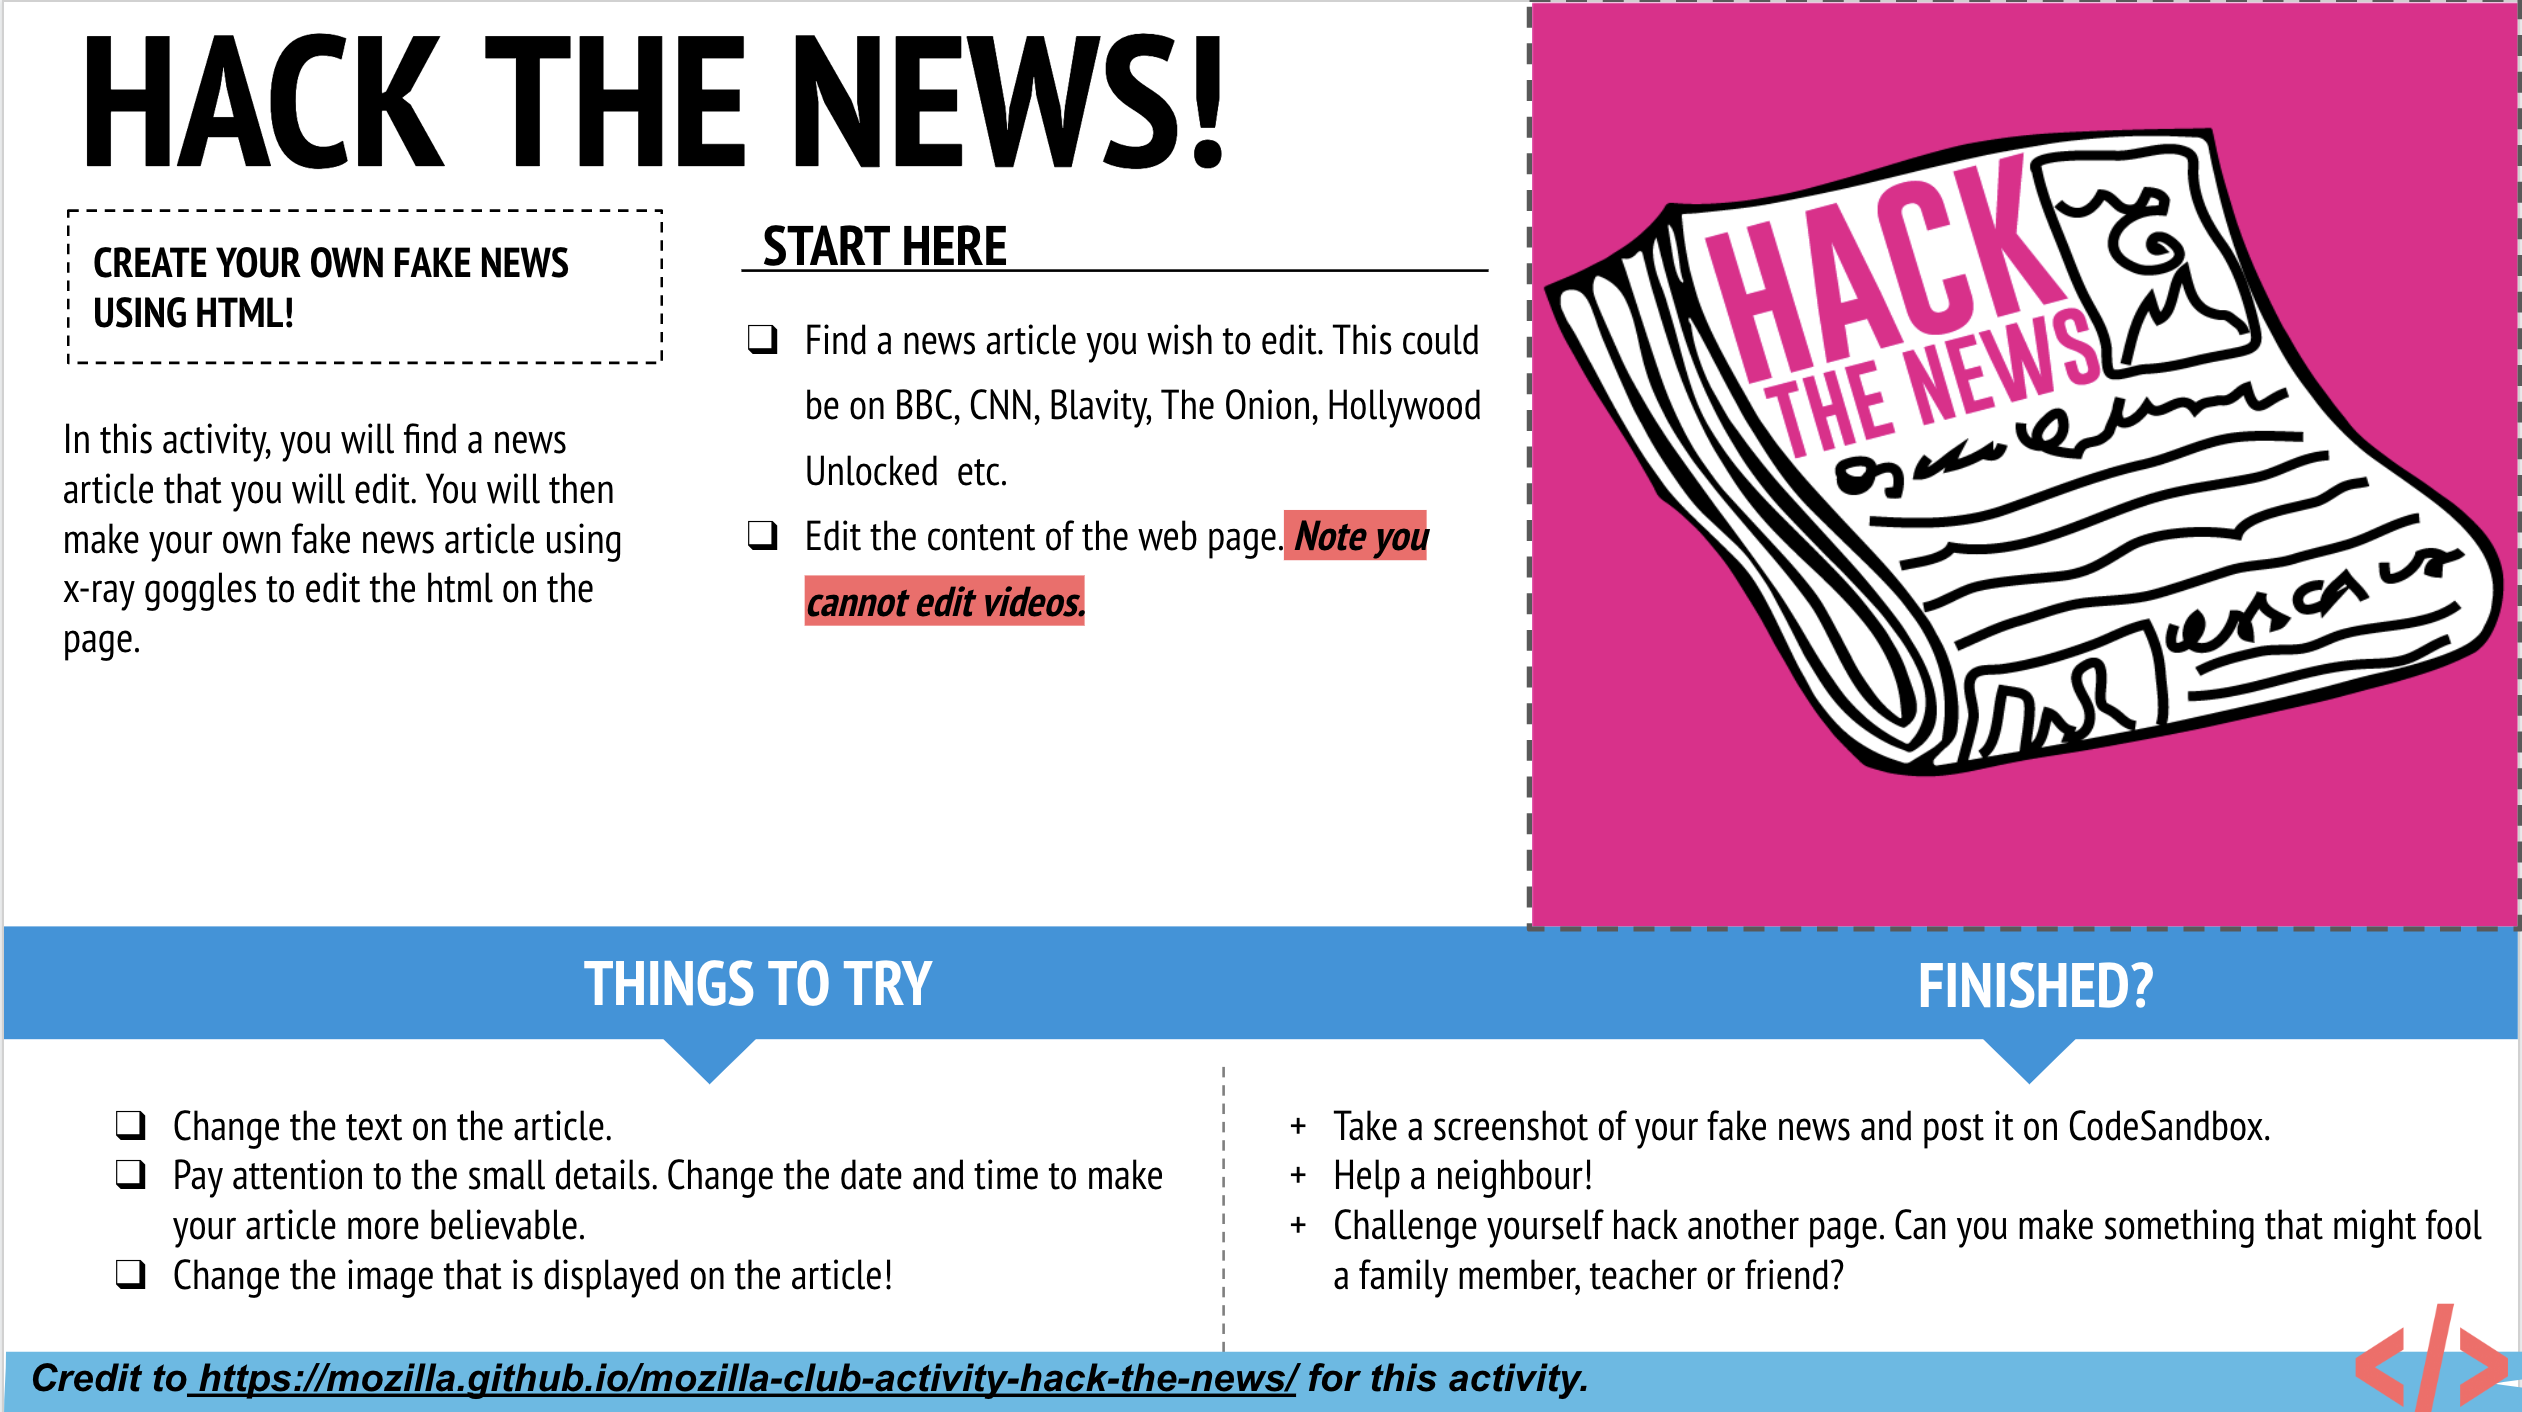 HACK THE NEWS!
CREATE YOUR OWN FAKE NEWS
USING HTML!
In this activity, you will find a news
article that you will edit. You will then
make your own fake news article using
x-ray goggles to edit the html on the
page.
START HERE
❑ Find a news article you wish to edit. This could
be on BBC, CNN, Blavity, The Onion, Hollywood
Unlocked  etc.
❑ Edit the content of the web page. Note you
cannot edit videos.
HACK
THE NEWS
THINGS TO TRY
❑ Change the text on the article.
❑ Pay attention to the small details. Change the date and time to make
your article more believable.
❑ Change the image that is displayed on the article!
FINISHED?
+ Take a screenshot of your fake news and post it on CodeSandbox.
+ Help a neighbour!
+ Challenge yourself hack another page. Can you make something that might fool
a family member, teacher or friend?
Credit to https://mozilla.github.io/mozilla-club-activity-hack-the-news/ for this activity.
</>